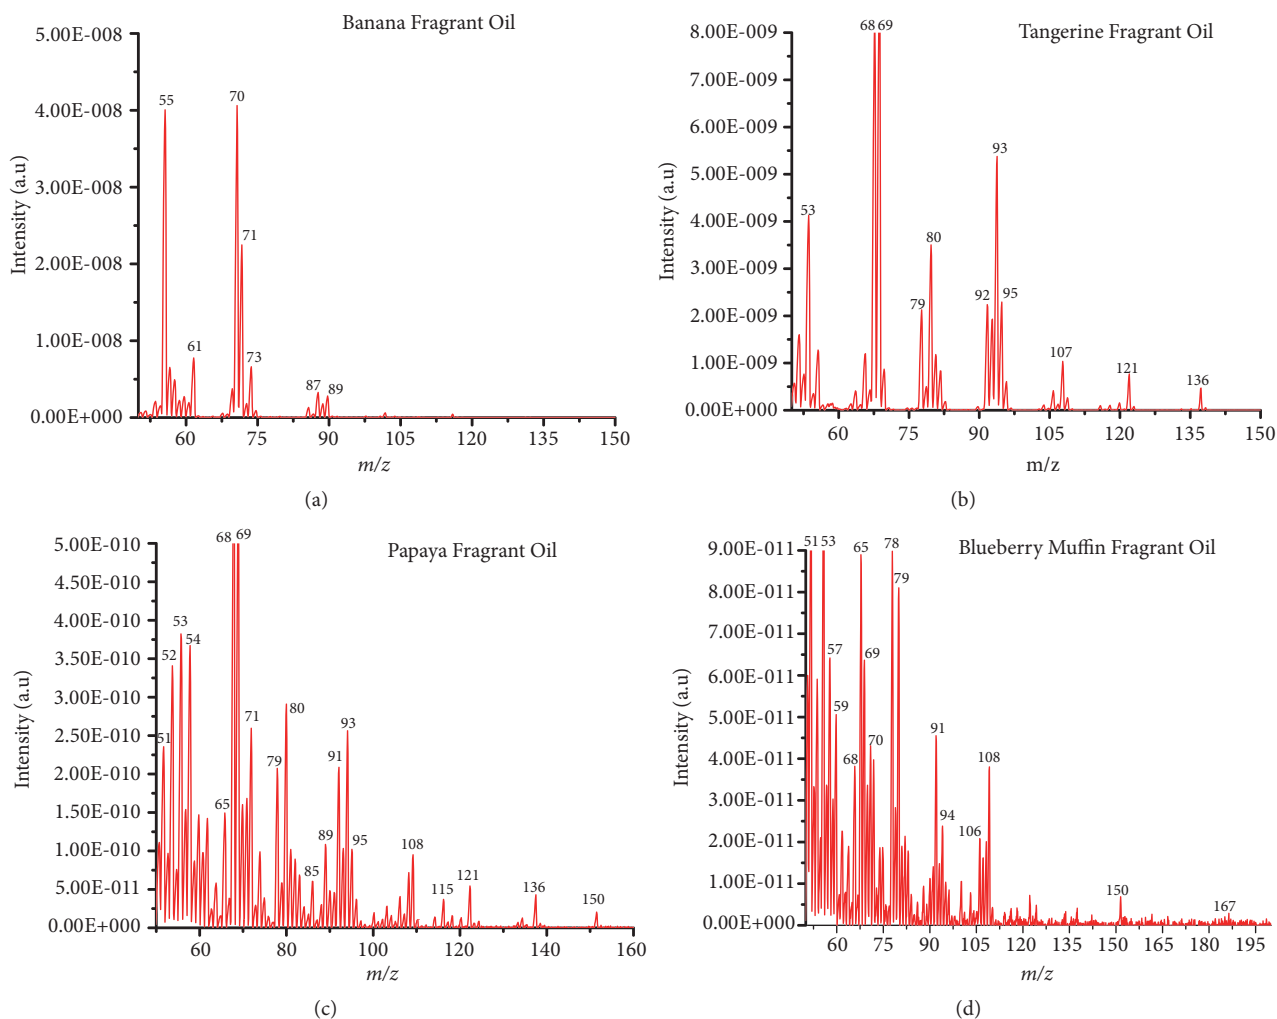 Banana Fragrant Oil
5.00E-008
4.00E-008
3.00E-008
2.00E-008
1.00E-008
0.00E+000
Intensity (a.u)
55
61
70
71
73
87
89
60 75 90 105 120 135 150
m/z
(a)
Tangerine Fragrant Oil
8.00E-009
7.00E-009
6.00E-009
5.00E-009
4.00E-009
3.00E-009
2.00E-009
1.00E-009
0.00E+000
Intensity (a.u)
53
68 69
79
80
92
93
95
107
121
136
60 75 90 105 120 135 150
m/z
(b)
Papaya Fragrant Oil
5.00E-010
4.50E-010
4.00E-010
3.50E-010
3.00E-010
2.50E-010
2.00E-010
1.50E-010
1.00E-010
5.00E-011
0.00E+000
Intensity (a.u)
51
52
53
54
65
68 69
71
79
80
85
89
91
93
95
108
115
121
136
150
60 80 100 120 140 160
m/z
(c)
Blueberry Muffin Fragrant Oil
9.00E-011
8.00E-011
7.00E-011
6.00E-011
5.00E-011
4.00E-011
3.00E-011
2.00E-011
1.00E-011
0.00E+000
Intensity (a.u)
51 53
57
59
68
65
69
70
78
79
91
94
106
108
150
167
60 75 90 105 120 135 150 165 180 195
m/z
(d)